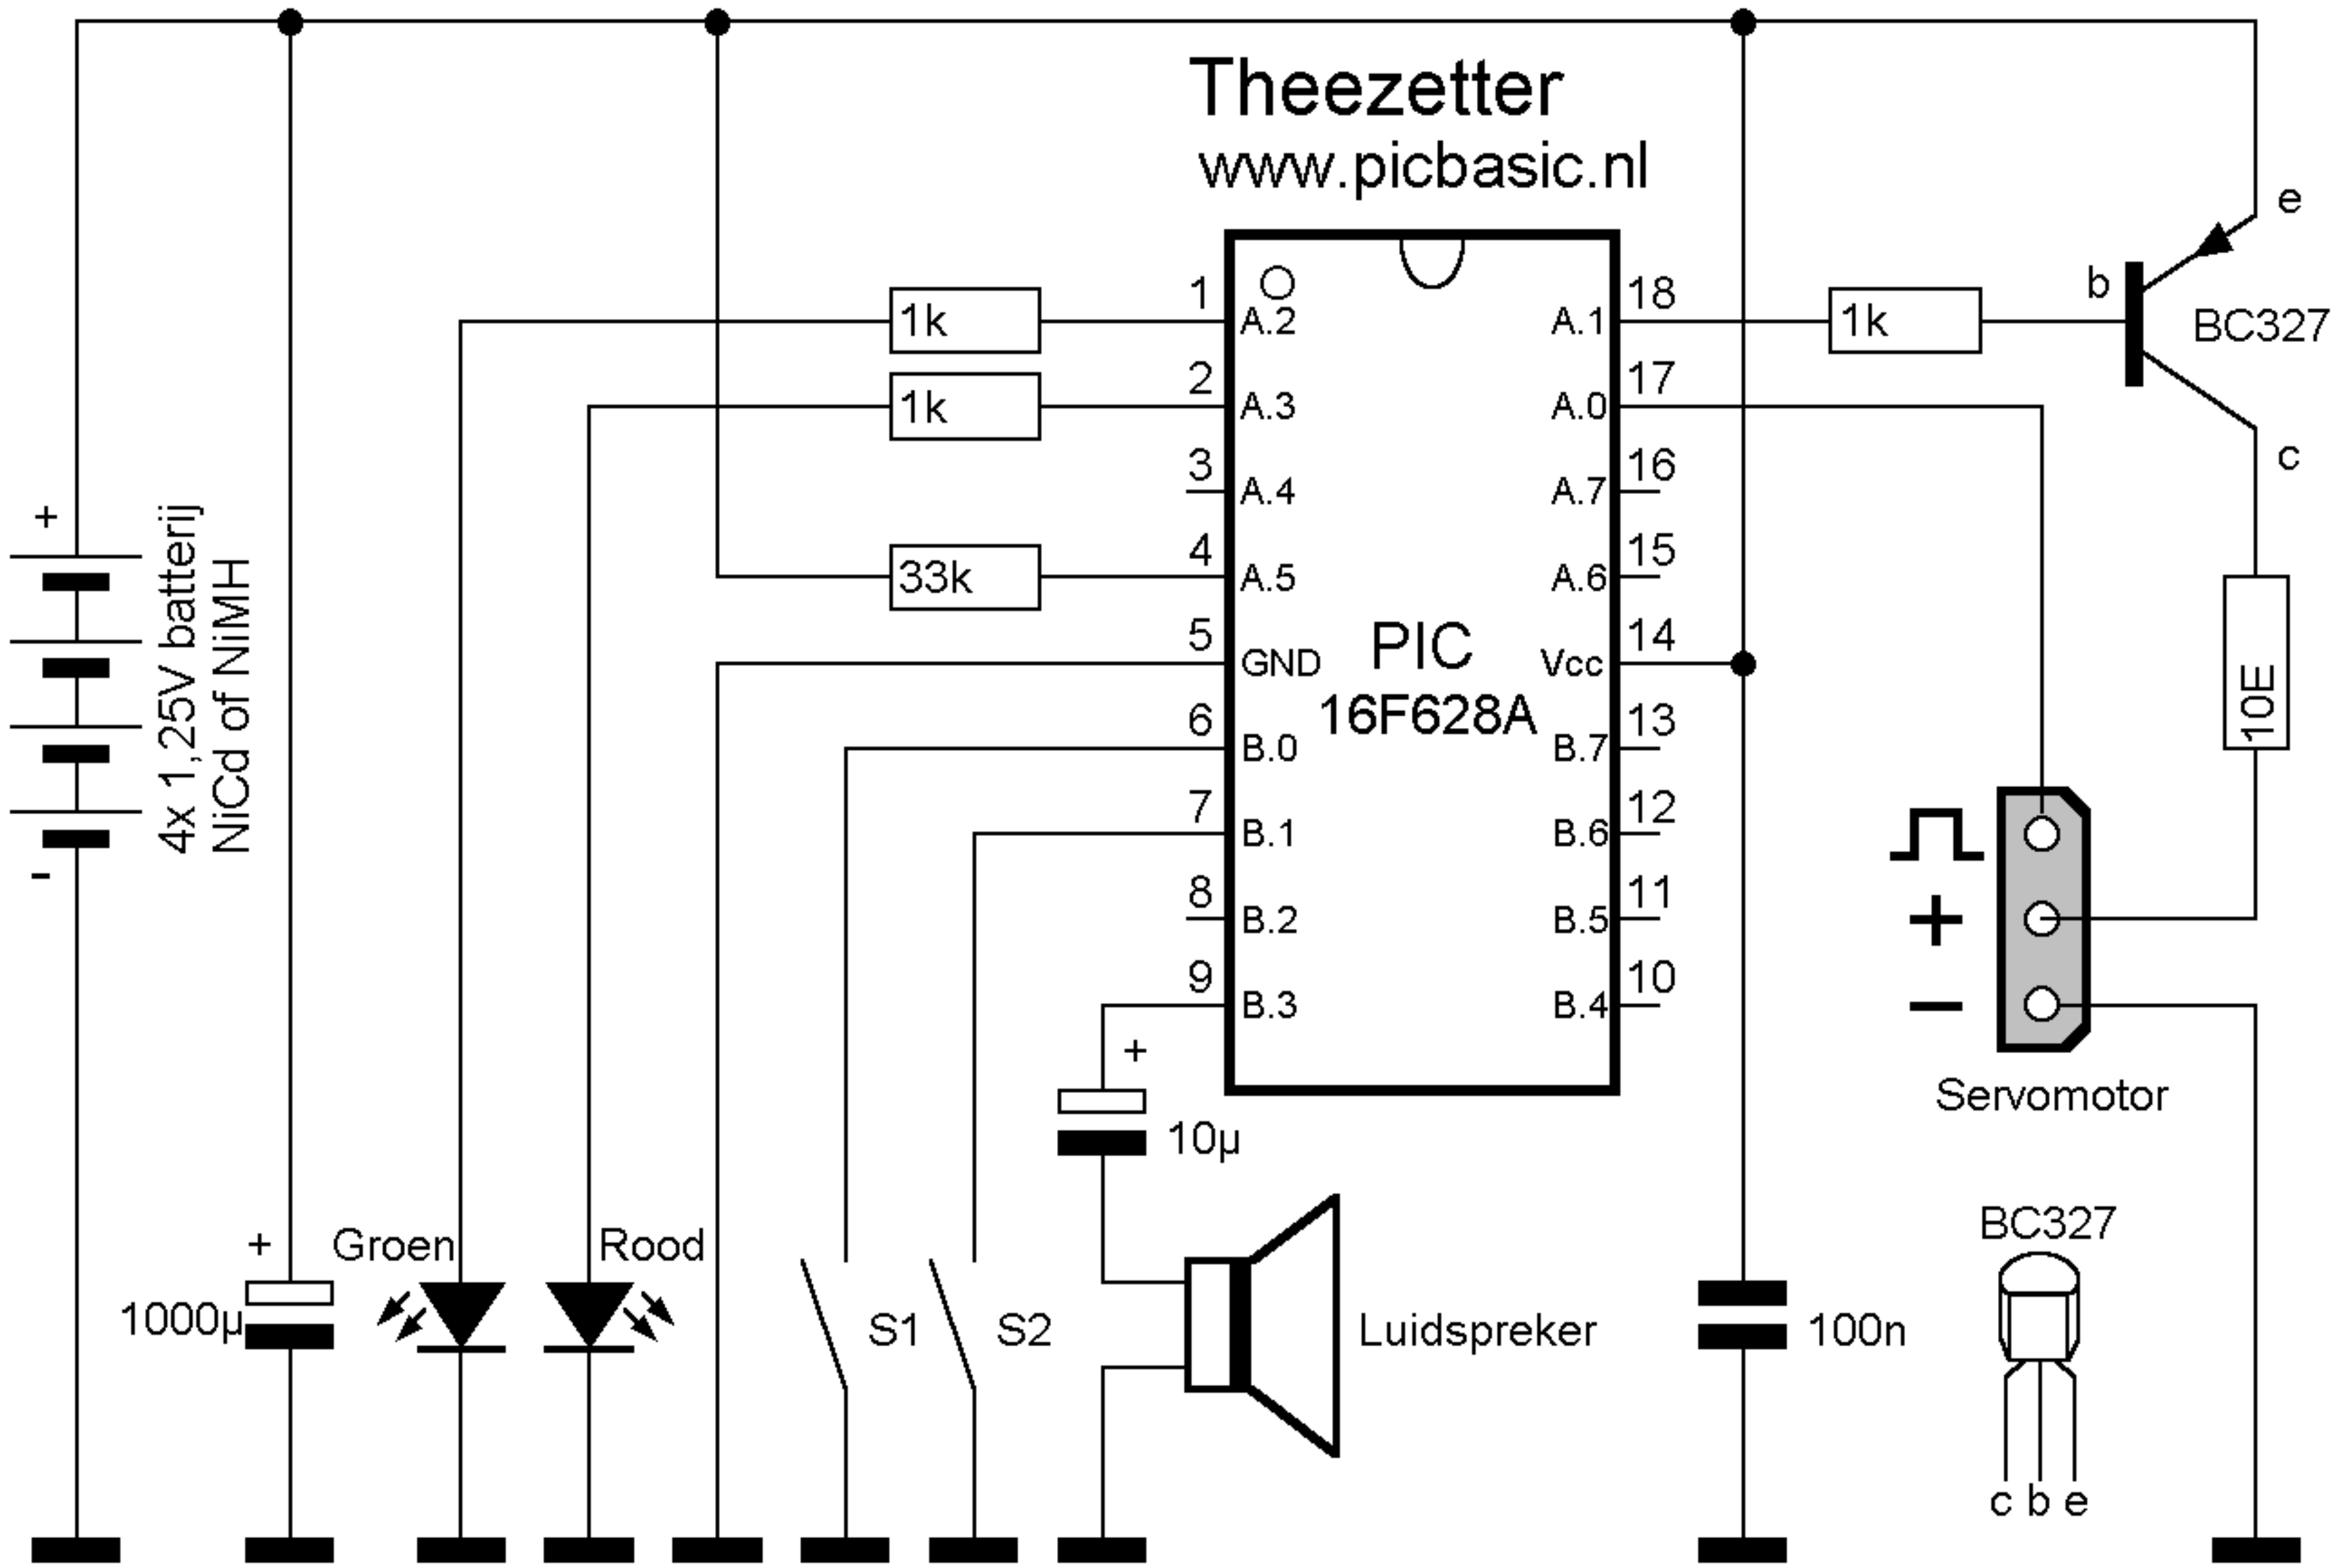 Theezetter
www.picbasic.nl
e
b
BC327
c
1k
1k
33k
1k
10E
1
2
3
4
5
6
7
8
9
A.2
A.3
A.4
A.5
GND
B.0
B.1
B.2
B.3
PIC
16F628A
18
17
16
15
14
13
12
11
10
A.1
A.0
A.7
A.6
Vcc
B.7
B.6
B.5
B.4
+
4x 1,25V batterij
NiCd of NiMH
-
+
1000µ
Groen
Rood
S1
S2
+
10µ
Luidspreker
100n
+
−
Servomotor
BC327
c b e